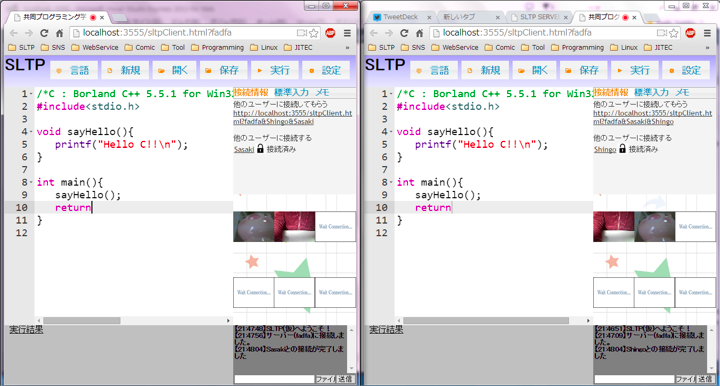 共同プログラミング学
localhost:3555/sltpClient.html?fadfa
SLTP SNS WebService Comic Tool Programming Linux JITEC
SLTP 言語 新規 開く 保存 実行
1 /*C : Borland C++ 5.5.1 for Win3
2 #include<stdio.h>
3
4 void sayHello(){
5 printf("Hello C!!\n");
6 }
7
8 int main(){
9 sayHello();
10 return
11 }
12
接続情報 標準入力 メモ
他のユーザーに接続してもらう
http://localhost:3555/sltpClient.ht
ml?fadfa&Shingo&Sasaki
他のユーザーに接続する
Sasaki 接続済み
Wait Connection...
Wait Connection... Wait Connection... Wait Connection...
実行結果
【21:47:48】SLTP(仮)へようこそ！
【21:47:56】サーバー(fadfa)に接続しました。
【21:48:04】Sasakiとの接続が完了しました
ファイル 送信
TweetDeck 新しいタブ SLTP SERVE 共同プログ
localhost:3555/sltpClient.html?fadfa
SLTP SNS WebService Comic Tool Programming Linux JITEC
SLTP 言語 新規 開く 保存 実行
1 /*C : Borland C++ 5.5.1 for Win3
2 #include<stdio.h>
3
4 void sayHello(){
5 printf("Hello C!!\n");
6 }
7
8 int main(){
9 sayHello();
10 return
11 }
12
接続情報 標準入力 メモ
他のユーザーに接続してもらう
http://localhost:3555/sltpClient.ht
ml?fadfa&Sasaki&Shingo
他のユーザーに接続する
Shingo 接続済み
Wait Connection...
Wait Connection... Wait Connection... Wait Connection...
実行結果
【21:46:51】SLTP(仮)へようこそ！
【21:47:09】サーバー(fadfa)に接続しました。
【21:48:04】Shingoとの接続が完了しました
ファイル 送信